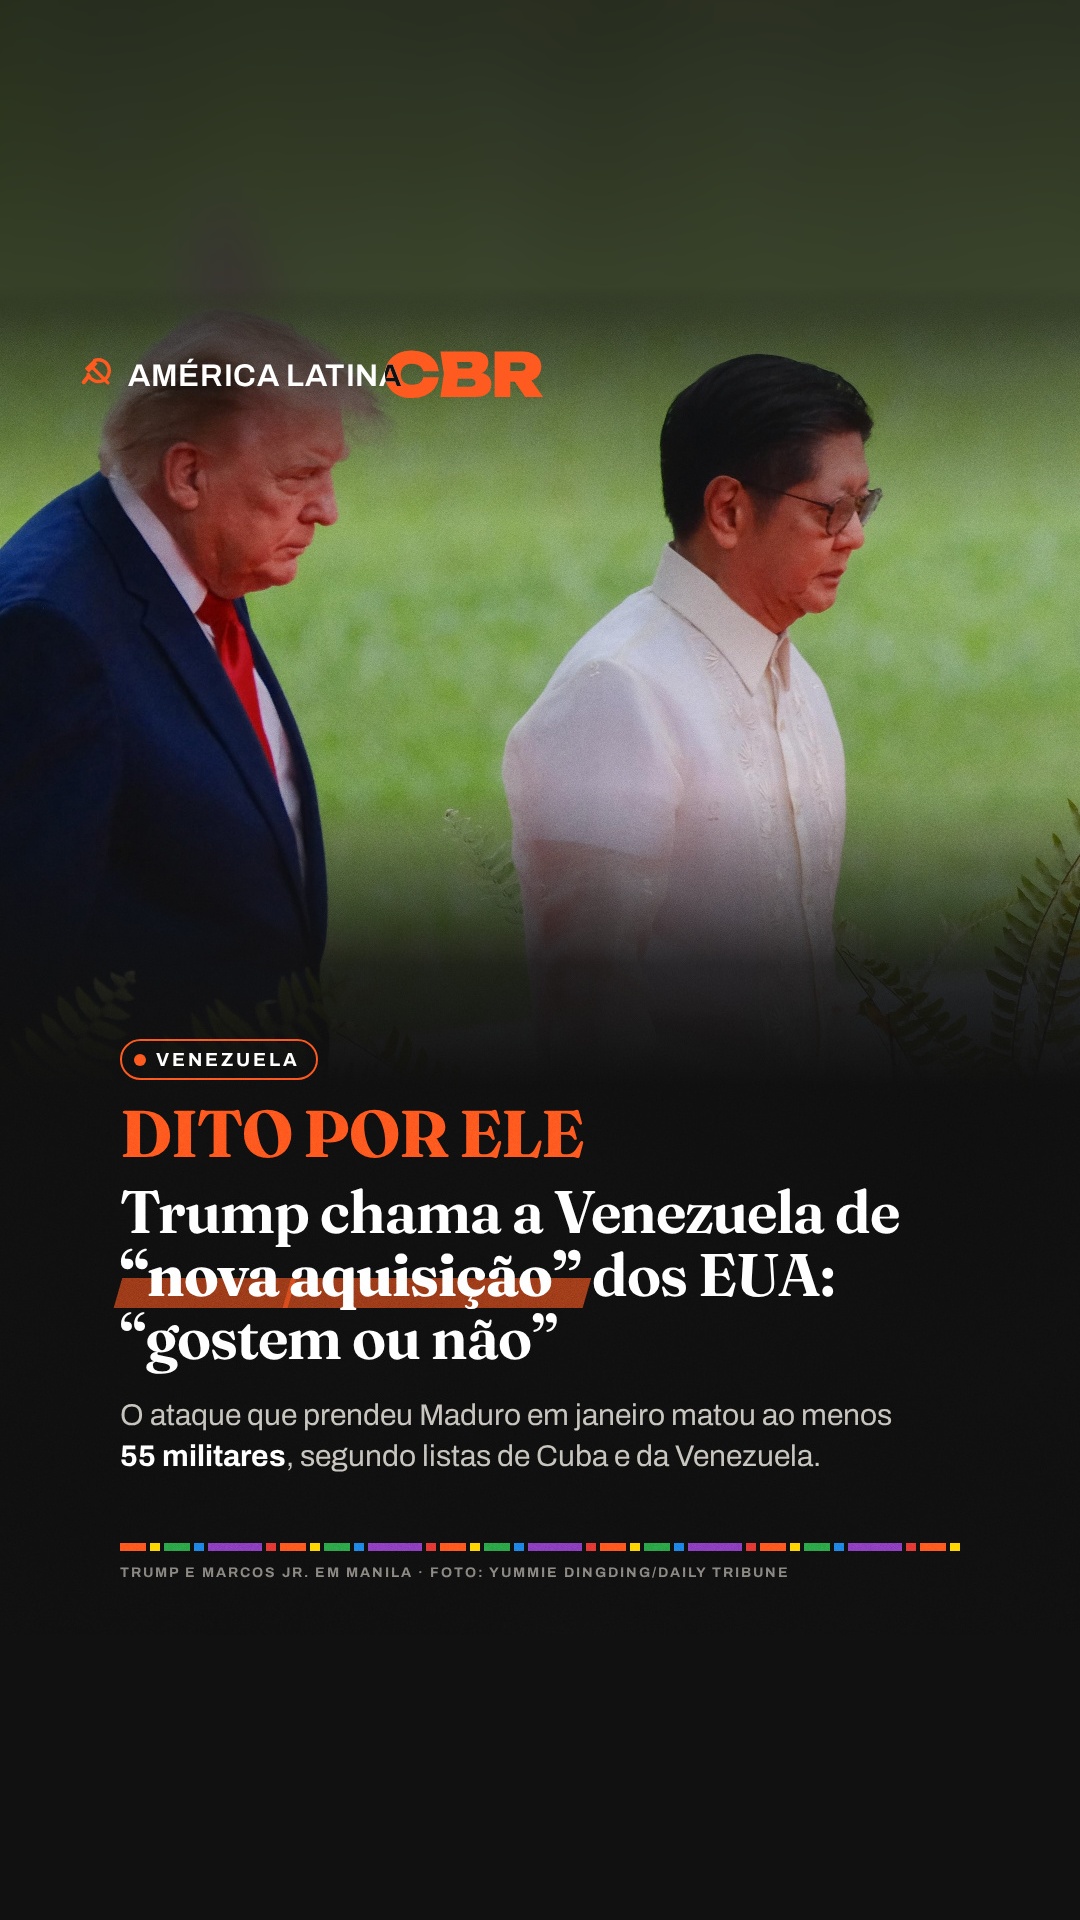 AMÉRICA LATINA CBR
VENEZUELA
DITO POR ELE
Trump chama a Venezuela de
“nova aquisição” dos EUA:
“gostem ou não”
O ataque que prendeu Maduro em janeiro matou ao menos
55 militares, segundo listas de Cuba e da Venezuela.
TRUMP E MARCOS JR. EM MANILA · FOTO: YUMMIE DINGDING/DAILY TRIBUNE